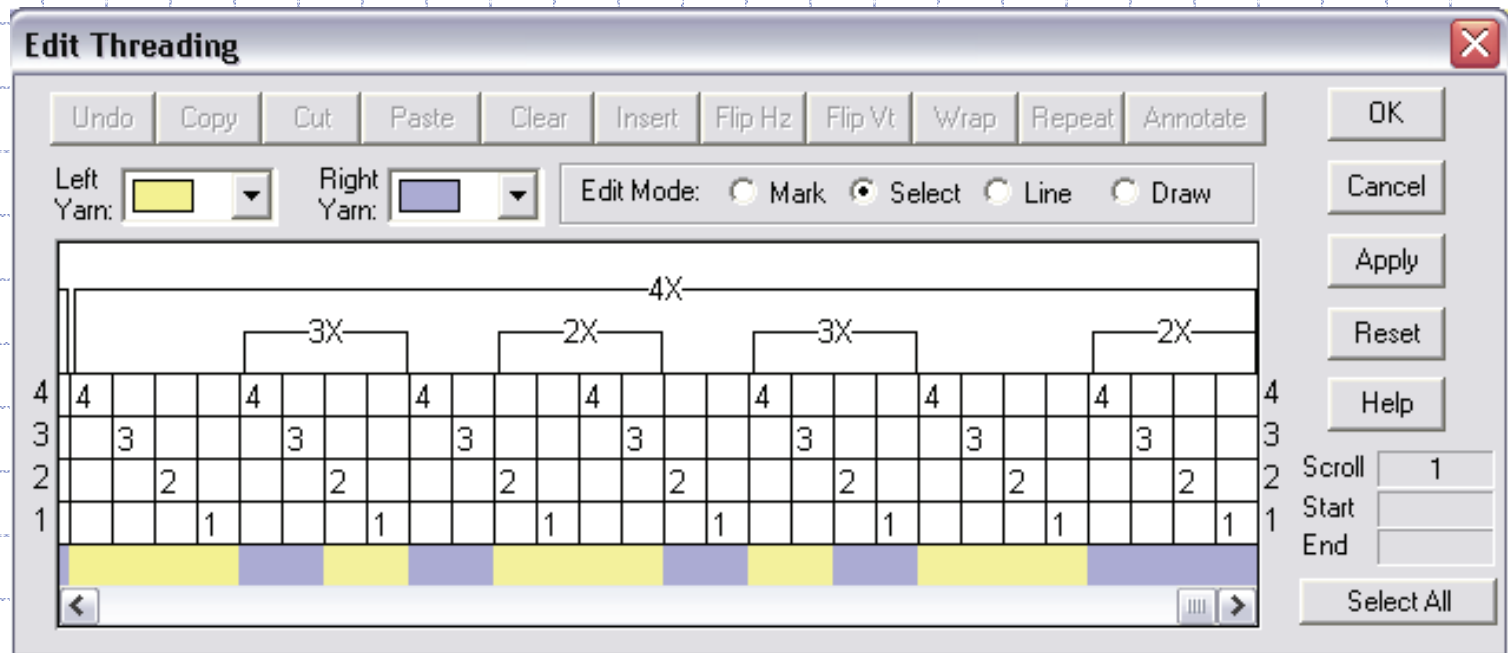 Edit Threading
Undo Copy Cut Paste Clear Insert Flip Hz Flip Vt Wrap Repeat Annotate OK
Left Yarn: Right Yarn: Edit Mode: Mark Select Line Draw Cancel
Apply
4X
3X 2X 3X 2X Reset
4 4 4 4 4 4 4 4 4 Help
3 3 3 3 3 3 3 3 3
2 2 2 2 2 2 2 2 2 Scroll 1
1 1 1 1 1 1 1 1 1 Start
End
Select All